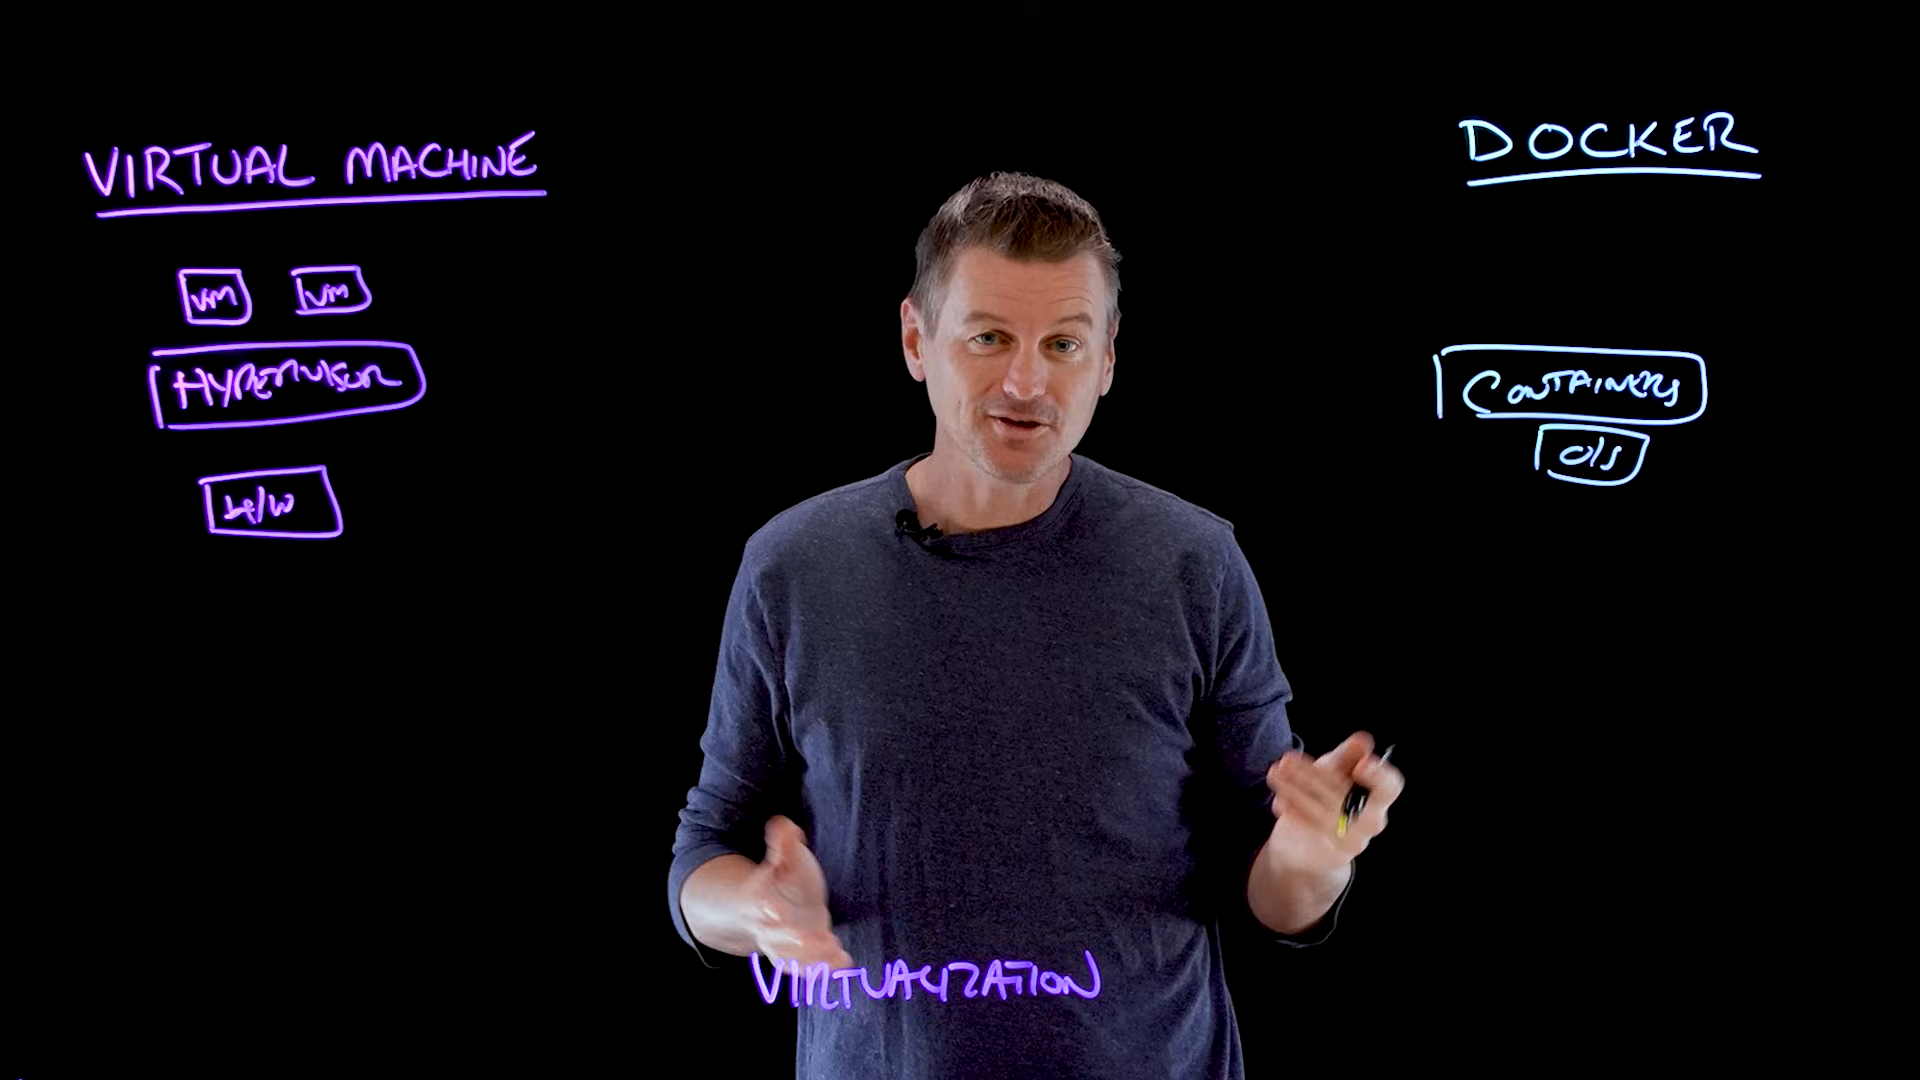 VIRTUAL MACHINE
VM VM
HYPERVISOR
H/W
DOCKER
CONTAINERS
O/S
VIRTUALIZATION